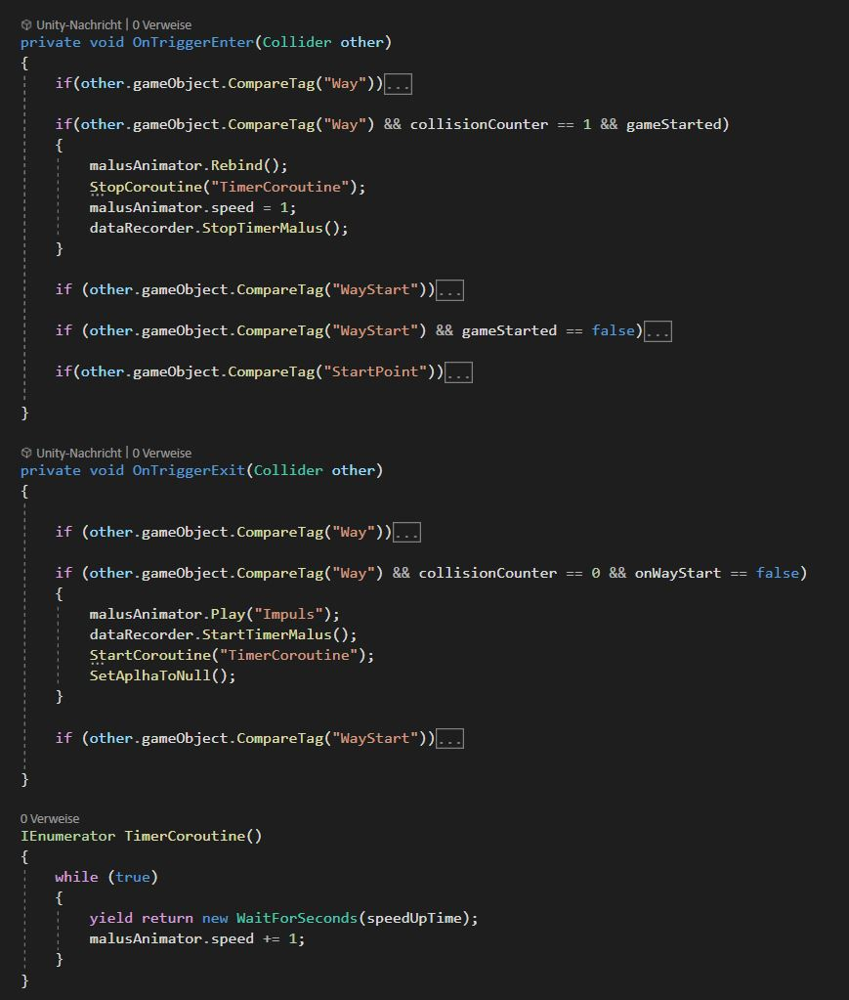 Unity-Nachricht | 0 Verweise
private void OnTriggerEnter(Collider other)
{
if(other.gameObject.CompareTag("Way"))...
if(other.gameObject.CompareTag("Way") && collisionCounter == 1 && gameStarted)
{
malusAnimator.Rebind();
StopCoroutine("TimerCoroutine");
malusAnimator.speed = 1;
dataRecorder.StopTimerMalus();
}
if (other.gameObject.CompareTag("WayStart"))...
if (other.gameObject.CompareTag("WayStart") && gameStarted == false)...
if(other.gameObject.CompareTag("StartPoint"))...
}
Unity-Nachricht | 0 Verweise
private void OnTriggerExit(Collider other)
{
if (other.gameObject.CompareTag("Way"))...
if (other.gameObject.CompareTag("Way") && collisionCounter == 0 && onWayStart == false)
{
malusAnimator.Play("Impuls");
dataRecorder.StartTimerMalus();
StartCoroutine("TimerCoroutine");
SetAplhaToNull();
}
if (other.gameObject.CompareTag("WayStart"))...
}
0 Verweise
IEnumerator TimerCoroutine()
{
while (true)
{
yield return new WaitForSeconds(speedUpTime);
malusAnimator.speed += 1;
}
}